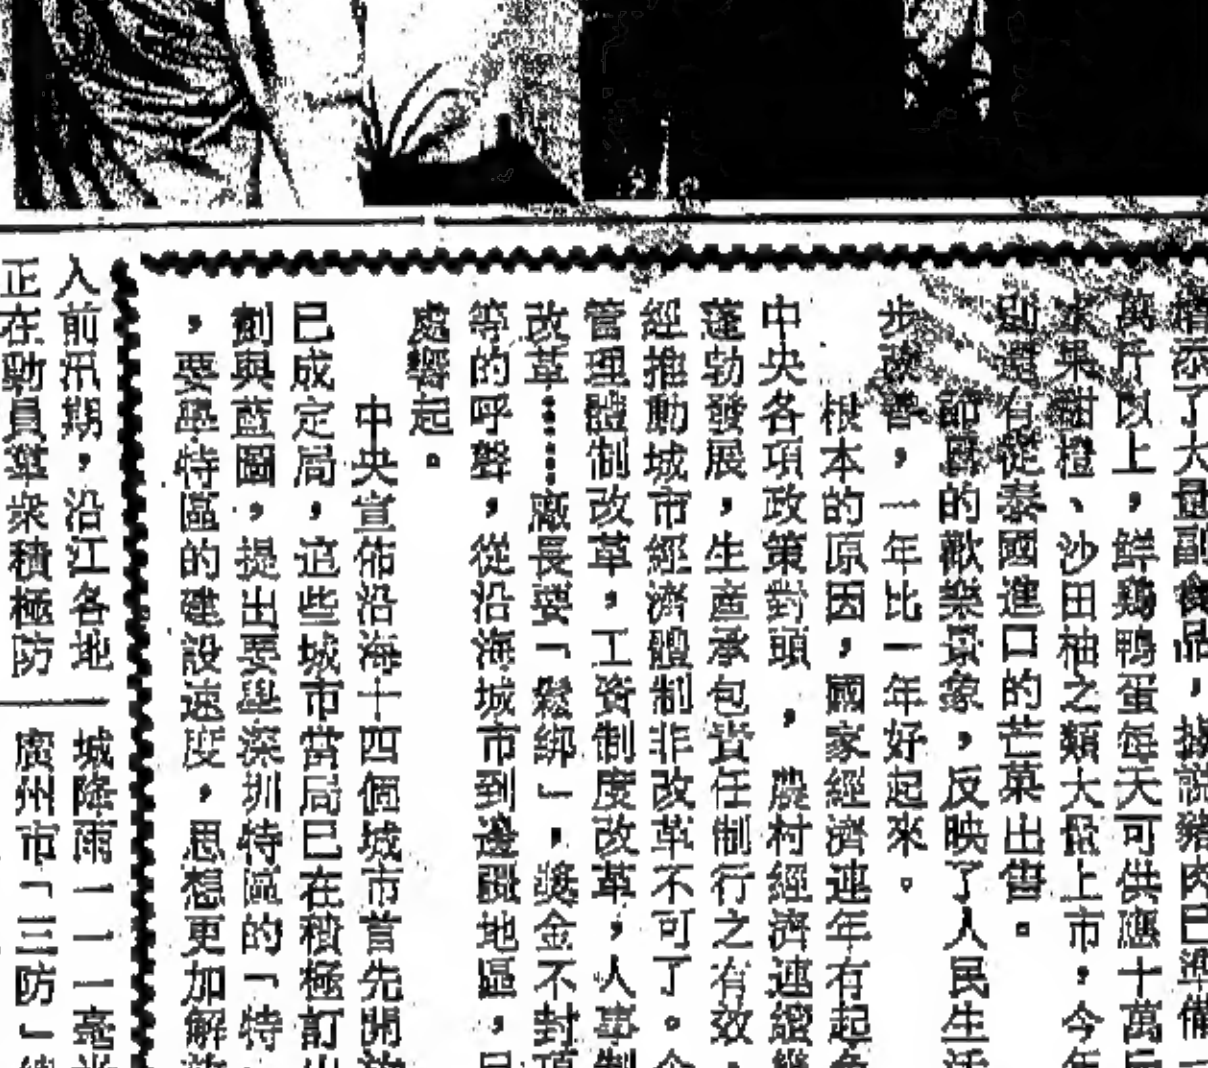 增添了大量副食品，據說豬肉已準備一
萬斤以上，鮮鷄鴨蛋每天可供應十萬斤
水果甜橙、沙田柚之類大量上市，今年
別還有從泰國進口的芒菓出售。
節日的歡樂景象，反映了人民生活
步改善，一年比一年好起來。
根本的原因，國家經濟連年有起色
中央各項政策對頭，農村經濟連續
蓬勃發展，生產承包責任制行之有效，
經推動城市經濟體制非改革不可了。企
管理體制改革，工資制度改革，人事制
改革……廠長要「鬆綁」，獎金不封頂
等的呼聲，從沿海城市到邊疆地區，
處響起。
中央宣佈沿海十四個城市首先開放
已成定局，這些城市當局已在積極訂出
劃與藍圖，提出要學深圳特區的「特
，要學特區的建設速度，思想更加解放
入前汛期，沿江各地
正在動員羣衆積極防
城降雨一一一毫米
廣州市「三防」